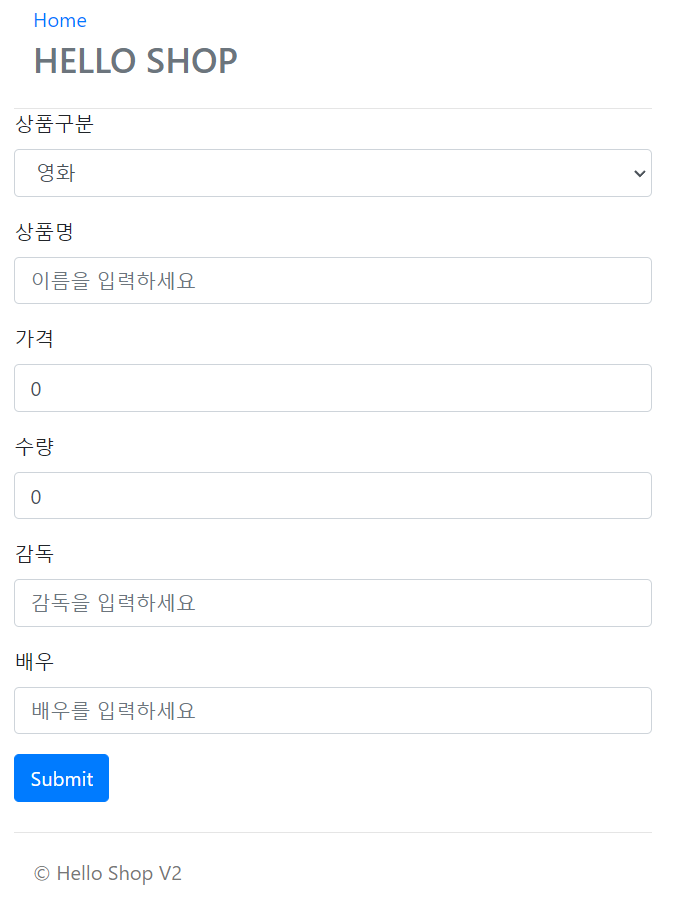 Home
HELLO SHOP
상품구분
영화
상품명
이름을 입력하세요
가격
0
수량
0
감독
감독을 입력하세요
배우
배우를 입력하세요
Submit
© Hello Shop V2